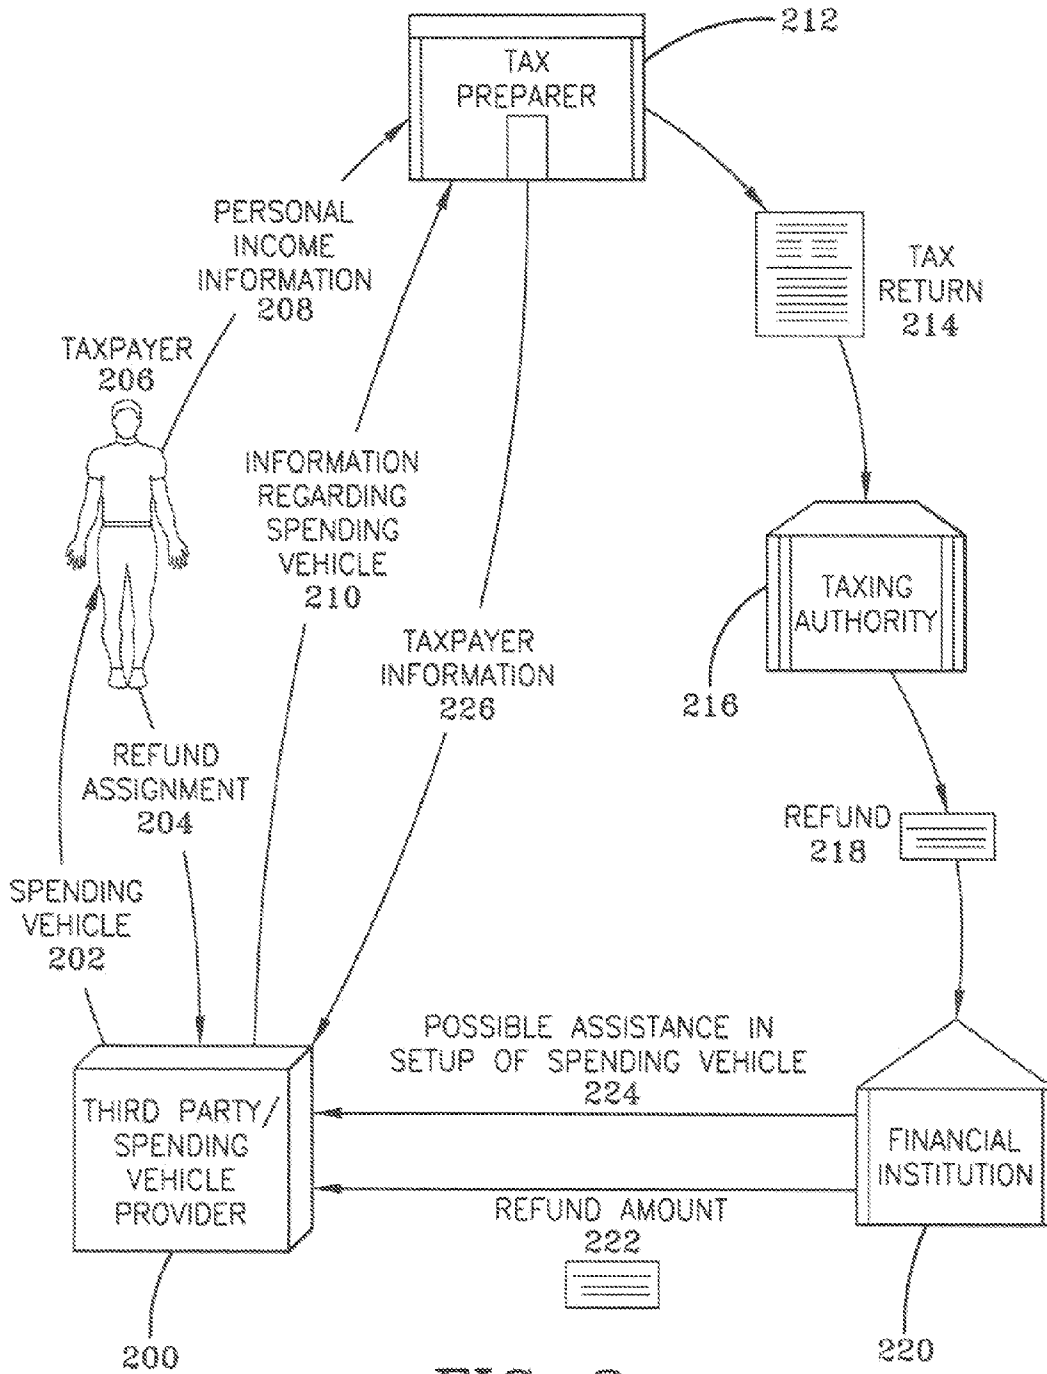 212
TAX
PREPARER
PERSONAL
INCOME
INFORMATION
208
TAX
RETURN
214
TAXPAYER
206
INFORMATION
REGARDING
SPENDING
VEHICLE
210
TAXING
AUTHORITY
216
TAXPAYER
INFORMATION
226
REFUND
ASSIGNMENT
204
REFUND
218
SPENDING
VEHICLE
202
POSSIBLE ASSISTANCE IN
SETUP OF SPENDING VEHICLE
224
THIRD PARTY/
SPENDING
VEHICLE
PROVIDER
FINANCIAL
INSTITUTION
REFUND AMOUNT
222
200
220